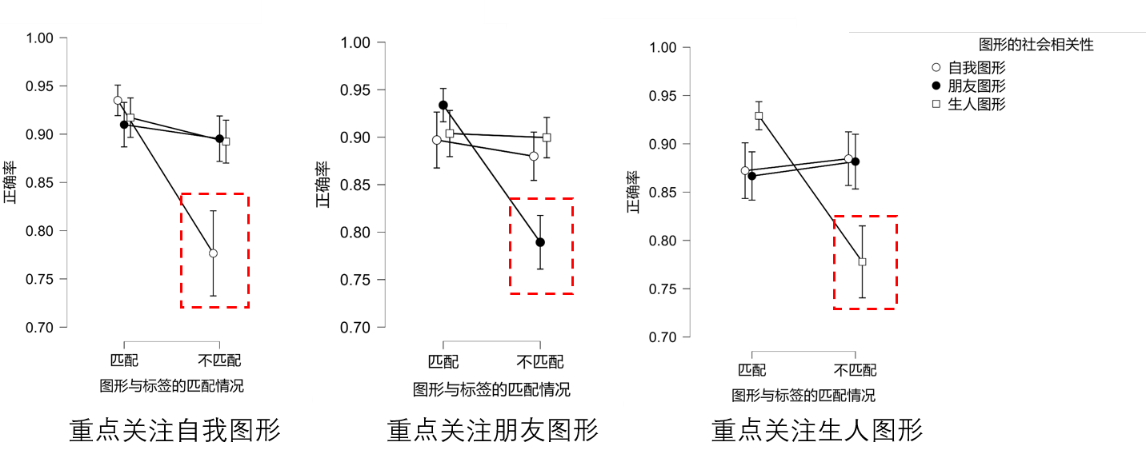 1.00
0.95
0.90
0.85
0.80
0.75
0.70
正确率
匹配
不匹配
图形与标签的匹配情况
重点关注自我图形
1.00
0.95
0.90
0.85
0.80
0.75
0.70
正确率
匹配
不匹配
图形与标签的匹配情况
重点关注朋友图形
1.00
0.95
0.90
0.85
0.80
0.75
0.70
正确率
匹配
不匹配
图形与标签的匹配情况
重点关注生人图形
图形的社会相关性
自我图形
朋友图形
生人图形